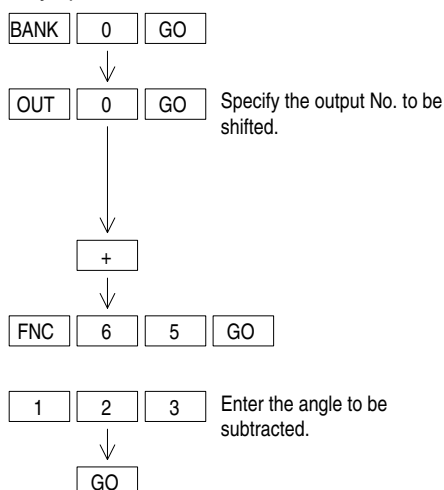 BANK 0 GO
OUT 0 GO Specify the output No. to be
shifted.
+
FNC 6 5 GO
1 2 3 Enter the angle to be
subtracted.
GO